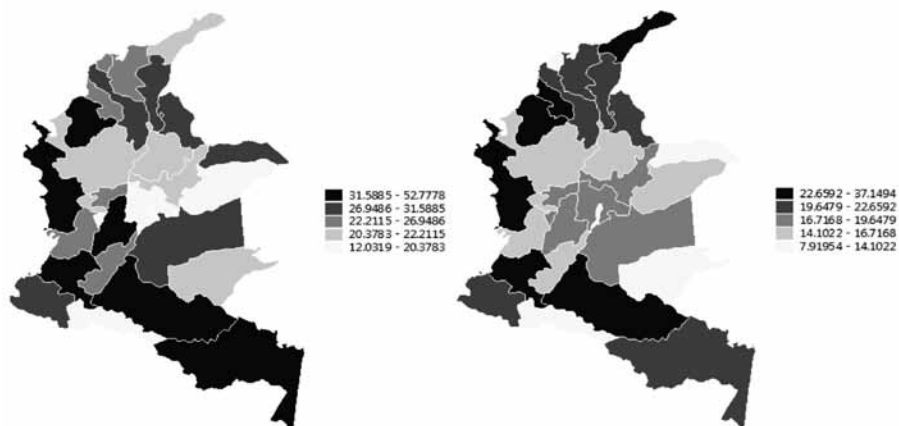 31.5885 - 52.7778
26.9486 - 31.5885
22.2115 - 26.9486
20.3783 - 22.2115
12.0319 - 20.3783
22.6592 - 37.1494
19.6479 - 22.6592
16.7168 - 19.6479
14.1022 - 16.7168
7.91954 - 14.1022